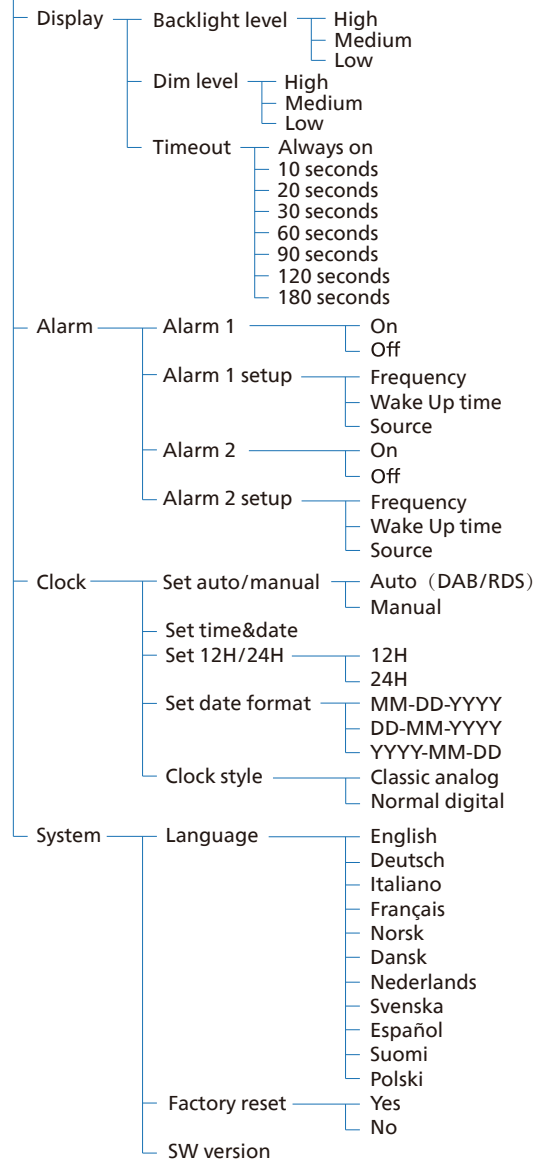 Display Backlight level High
Medium
Low
Dim level High
Medium
Low
Timeout Always on
10 seconds
20 seconds
30 seconds
60 seconds
90 seconds
120 seconds
180 seconds
Alarm Alarm 1 On
Off
Alarm 1 setup Frequency
Wake Up time
Source
Alarm 2 On
Off
Alarm 2 setup Frequency
Wake Up time
Source
Clock Set auto/manual Auto（DAB/RDS）
Manual
Set time&date
Set 12H/24H 12H
24H
Set date format MM-DD-YYYY
DD-MM-YYYY
YYYY-MM-DD
Clock style Classic analog
Normal digital
System Language English
Deutsch
Italiano
Français
Norsk
Dansk
Nederlands
Svenska
Español
Suomi
Polski
Factory reset Yes
No
SW version